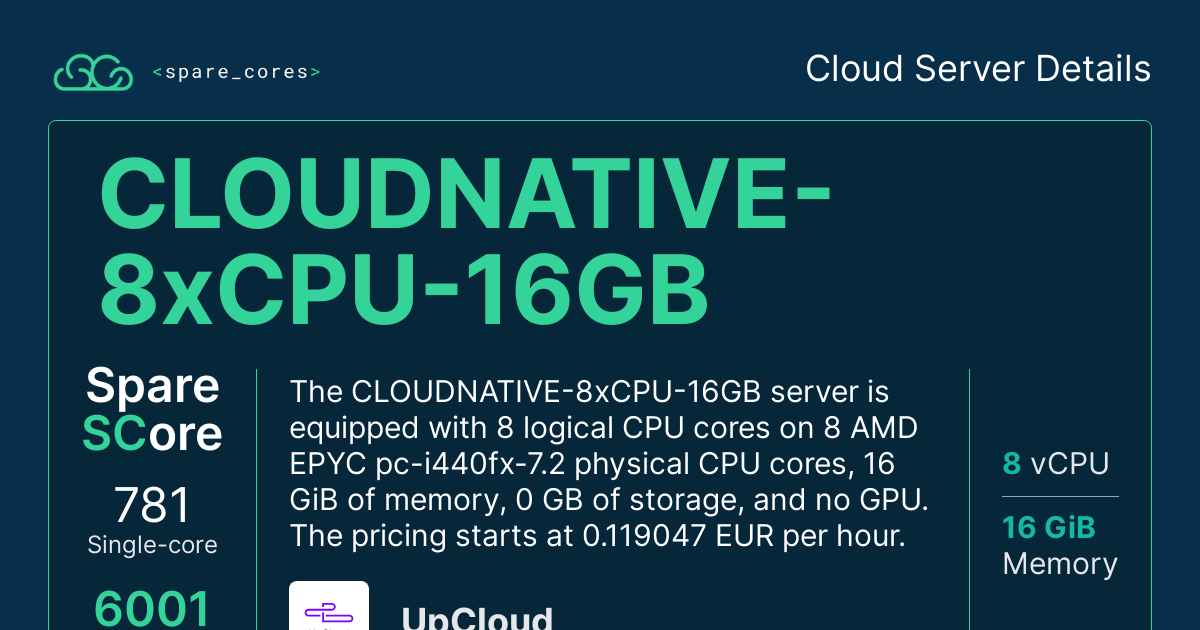 <spare_cores>
Cloud Server Details
CLOUDNATIVE-
8xCPU-16GB
Spare
SCore
781
Single-core
6001
The CLOUDNATIVE-8xCPU-16GB server is
equipped with 8 logical CPU cores on 8 AMD
EPYC pc-i440fx-7.2 physical CPU cores, 16
GiB of memory, 0 GB of storage, and no GPU.
The pricing starts at 0.119047 EUR per hour.
UpCloud
8 vCPU
16 GiB
Memory